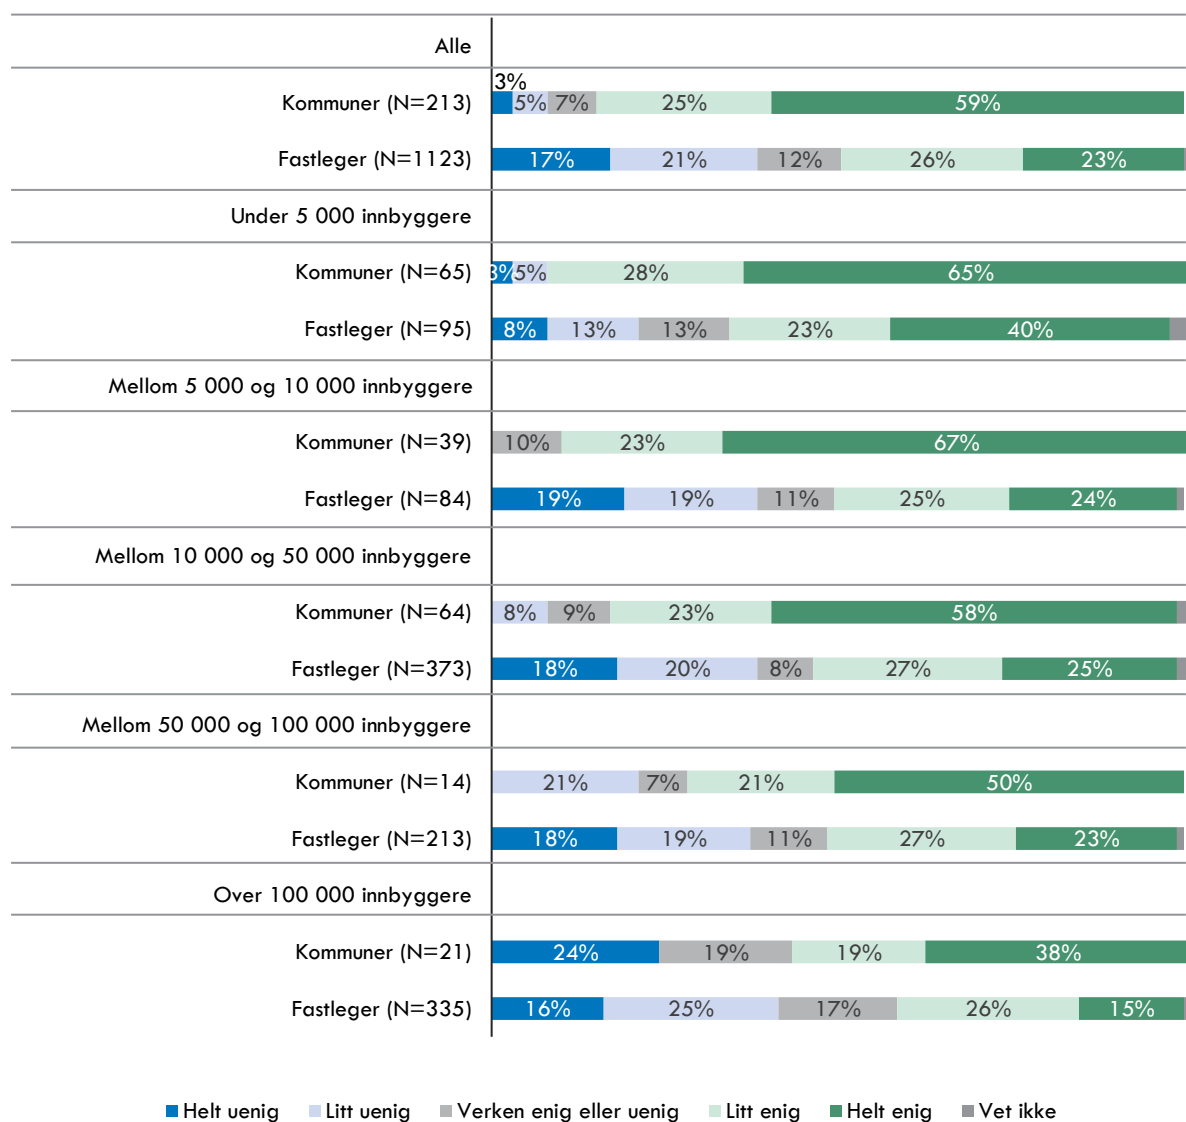 Alle
3%
Kommuner (N=213) 5% 7% 25% 59%
Fastleger (N=1123) 17% 21% 12% 26% 23%
Under 5 000 innbyggere
Kommuner (N=65) 3% 5% 28% 65%
Fastleger (N=95) 8% 13% 13% 23% 40%
Mellom 5 000 og 10 000 innbyggere
Kommuner (N=39) 10% 23% 67%
Fastleger (N=84) 19% 19% 11% 25% 24%
Mellom 10 000 og 50 000 innbyggere
Kommuner (N=64) 8% 9% 23% 58%
Fastleger (N=373) 18% 20% 8% 27% 25%
Mellom 50 000 og 100 000 innbyggere
Kommuner (N=14) 21% 7% 21% 50%
Fastleger (N=213) 18% 19% 11% 27% 23%
Over 100 000 innbyggere
Kommuner (N=21) 24% 19% 19% 38%
Fastleger (N=335) 16% 25% 17% 26% 15%
Helt uenig Litt uenig Verken enig eller uenig Litt enig Helt enig Vet ikke